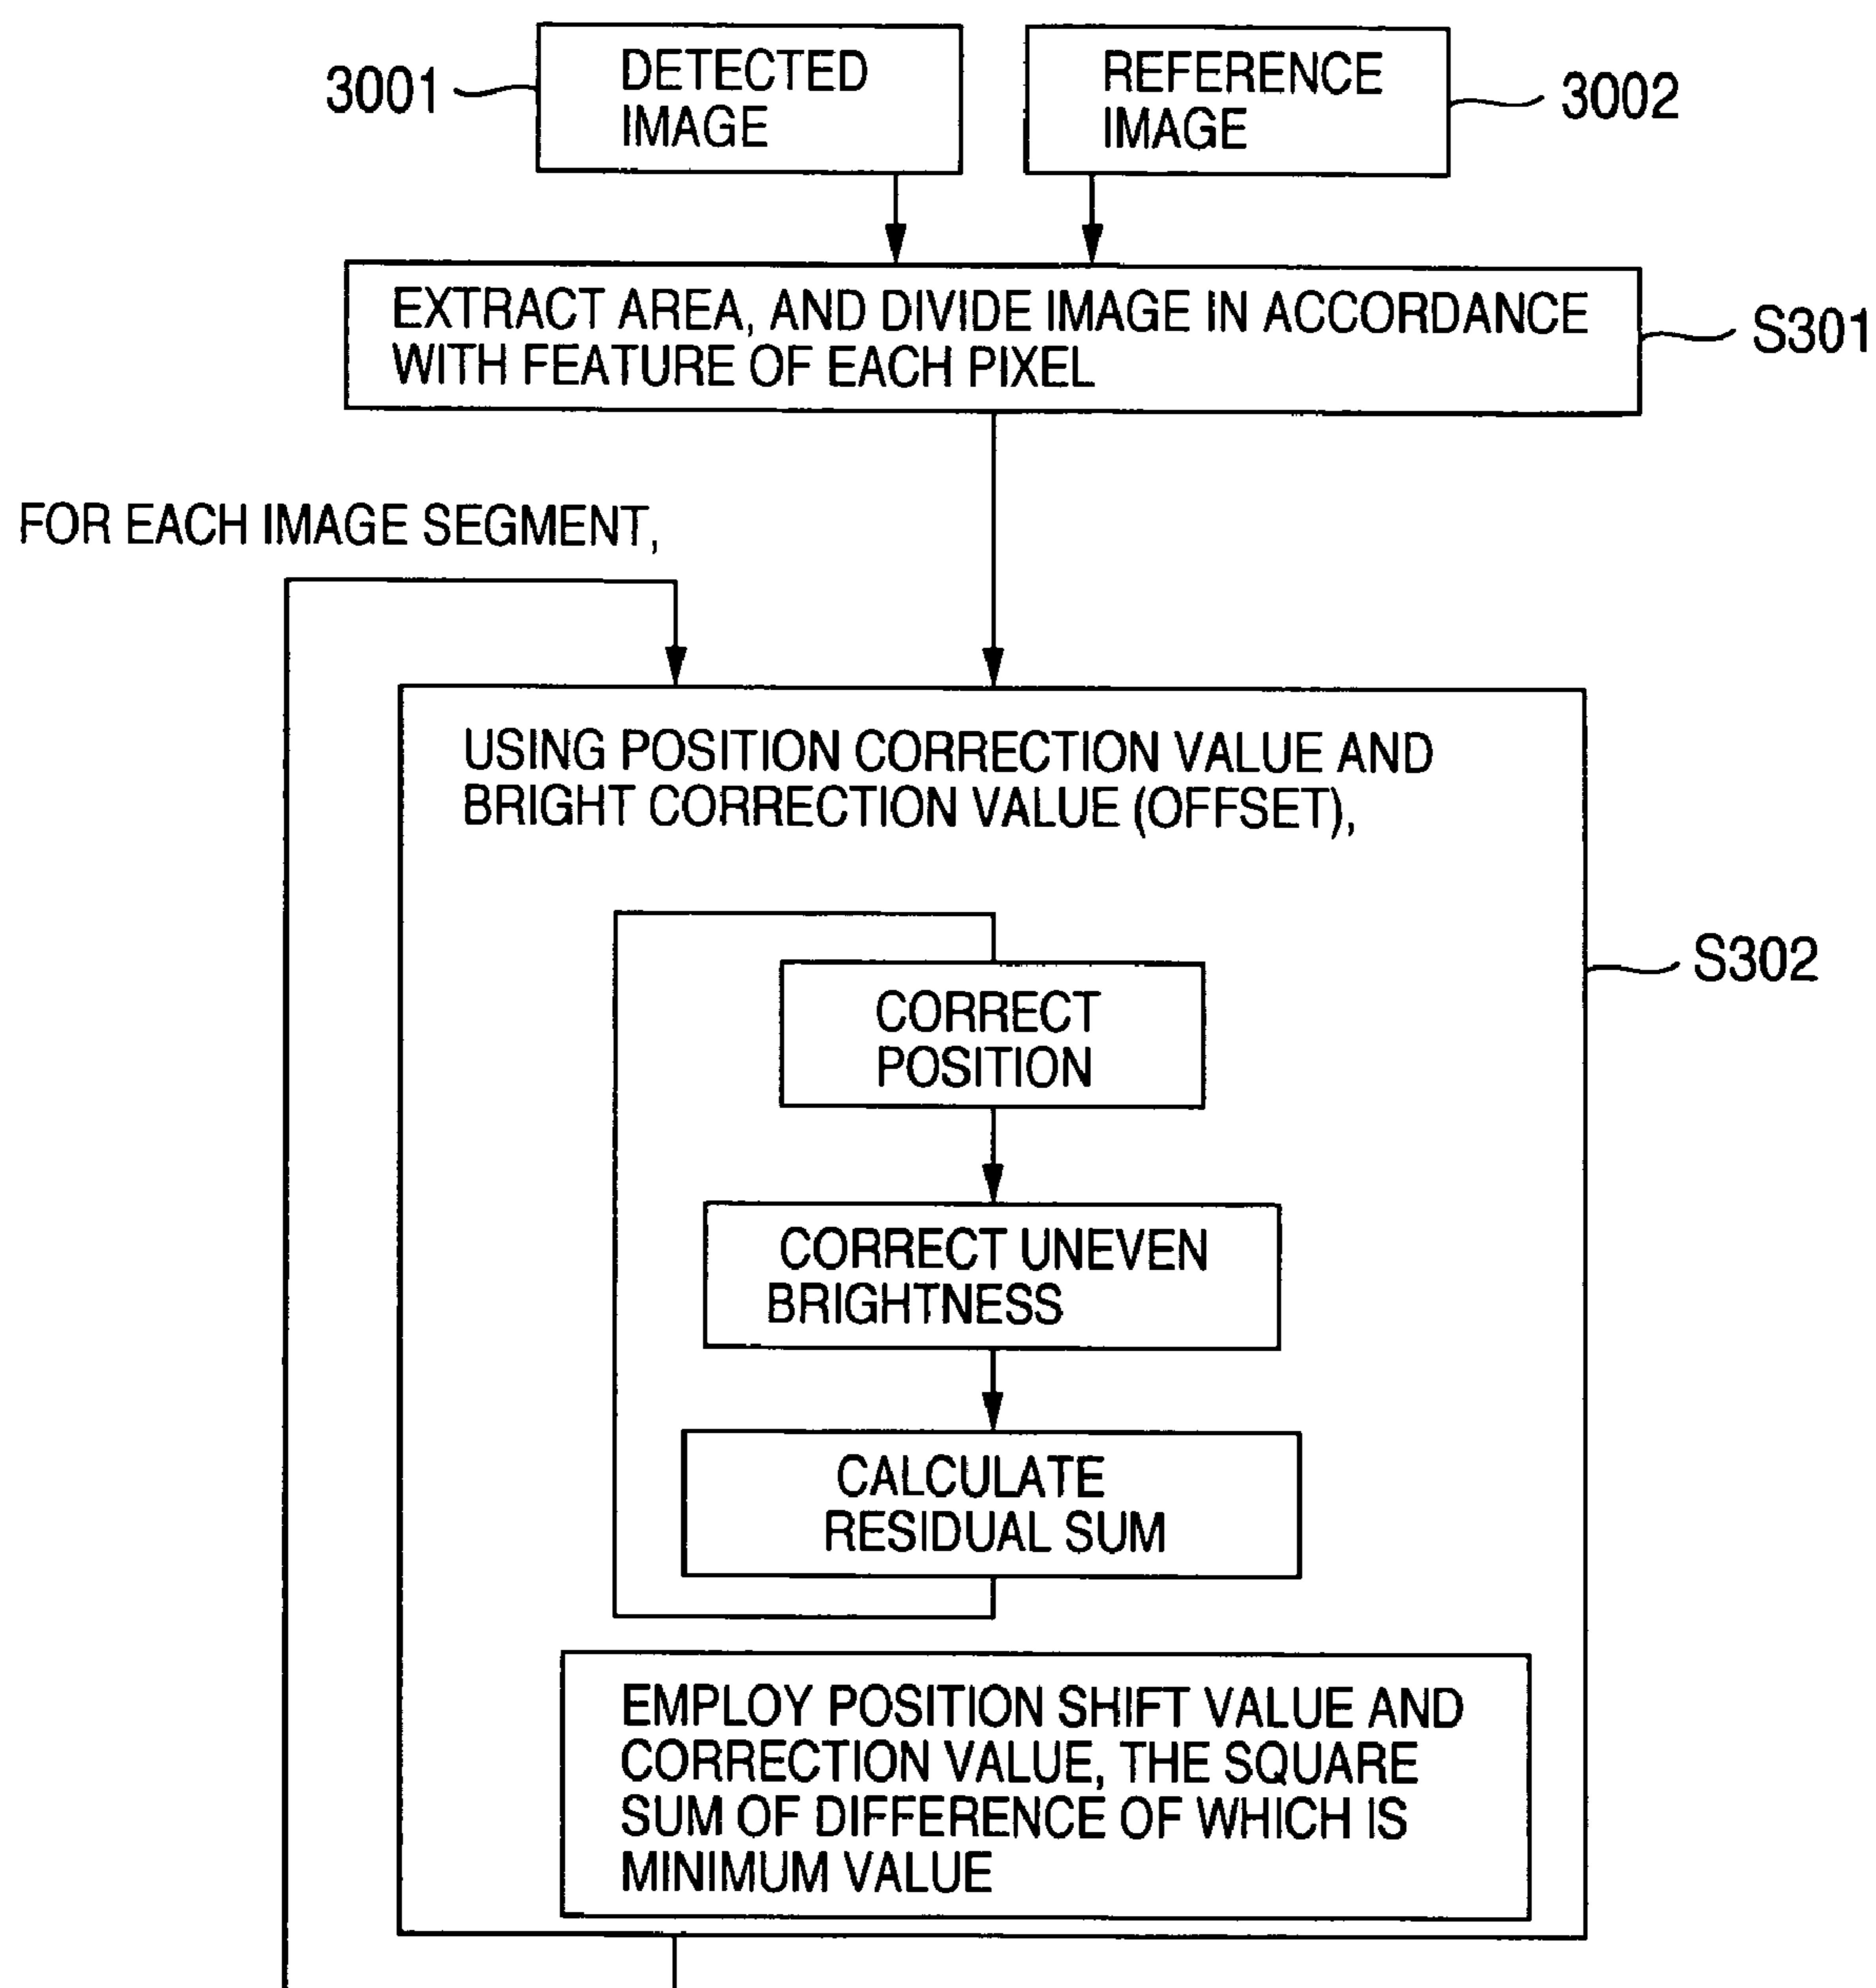 3001
DETECTED
IMAGE
REFERENCE
IMAGE
3002
EXTRACT AREA, AND DIVIDE IMAGE IN ACCORDANCE
WITH FEATURE OF EACH PIXEL
S301
FOR EACH IMAGE SEGMENT,
USING POSITION CORRECTION VALUE AND
BRIGHT CORRECTION VALUE (OFFSET),
S302
CORRECT
POSITION
CORRECT UNEVEN
BRIGHTNESS
CALCULATE
RESIDUAL SUM
EMPLOY POSITION SHIFT VALUE AND
CORRECTION VALUE, THE SQUARE
SUM OF DIFFERENCE OF WHICH IS
MINIMUM VALUE